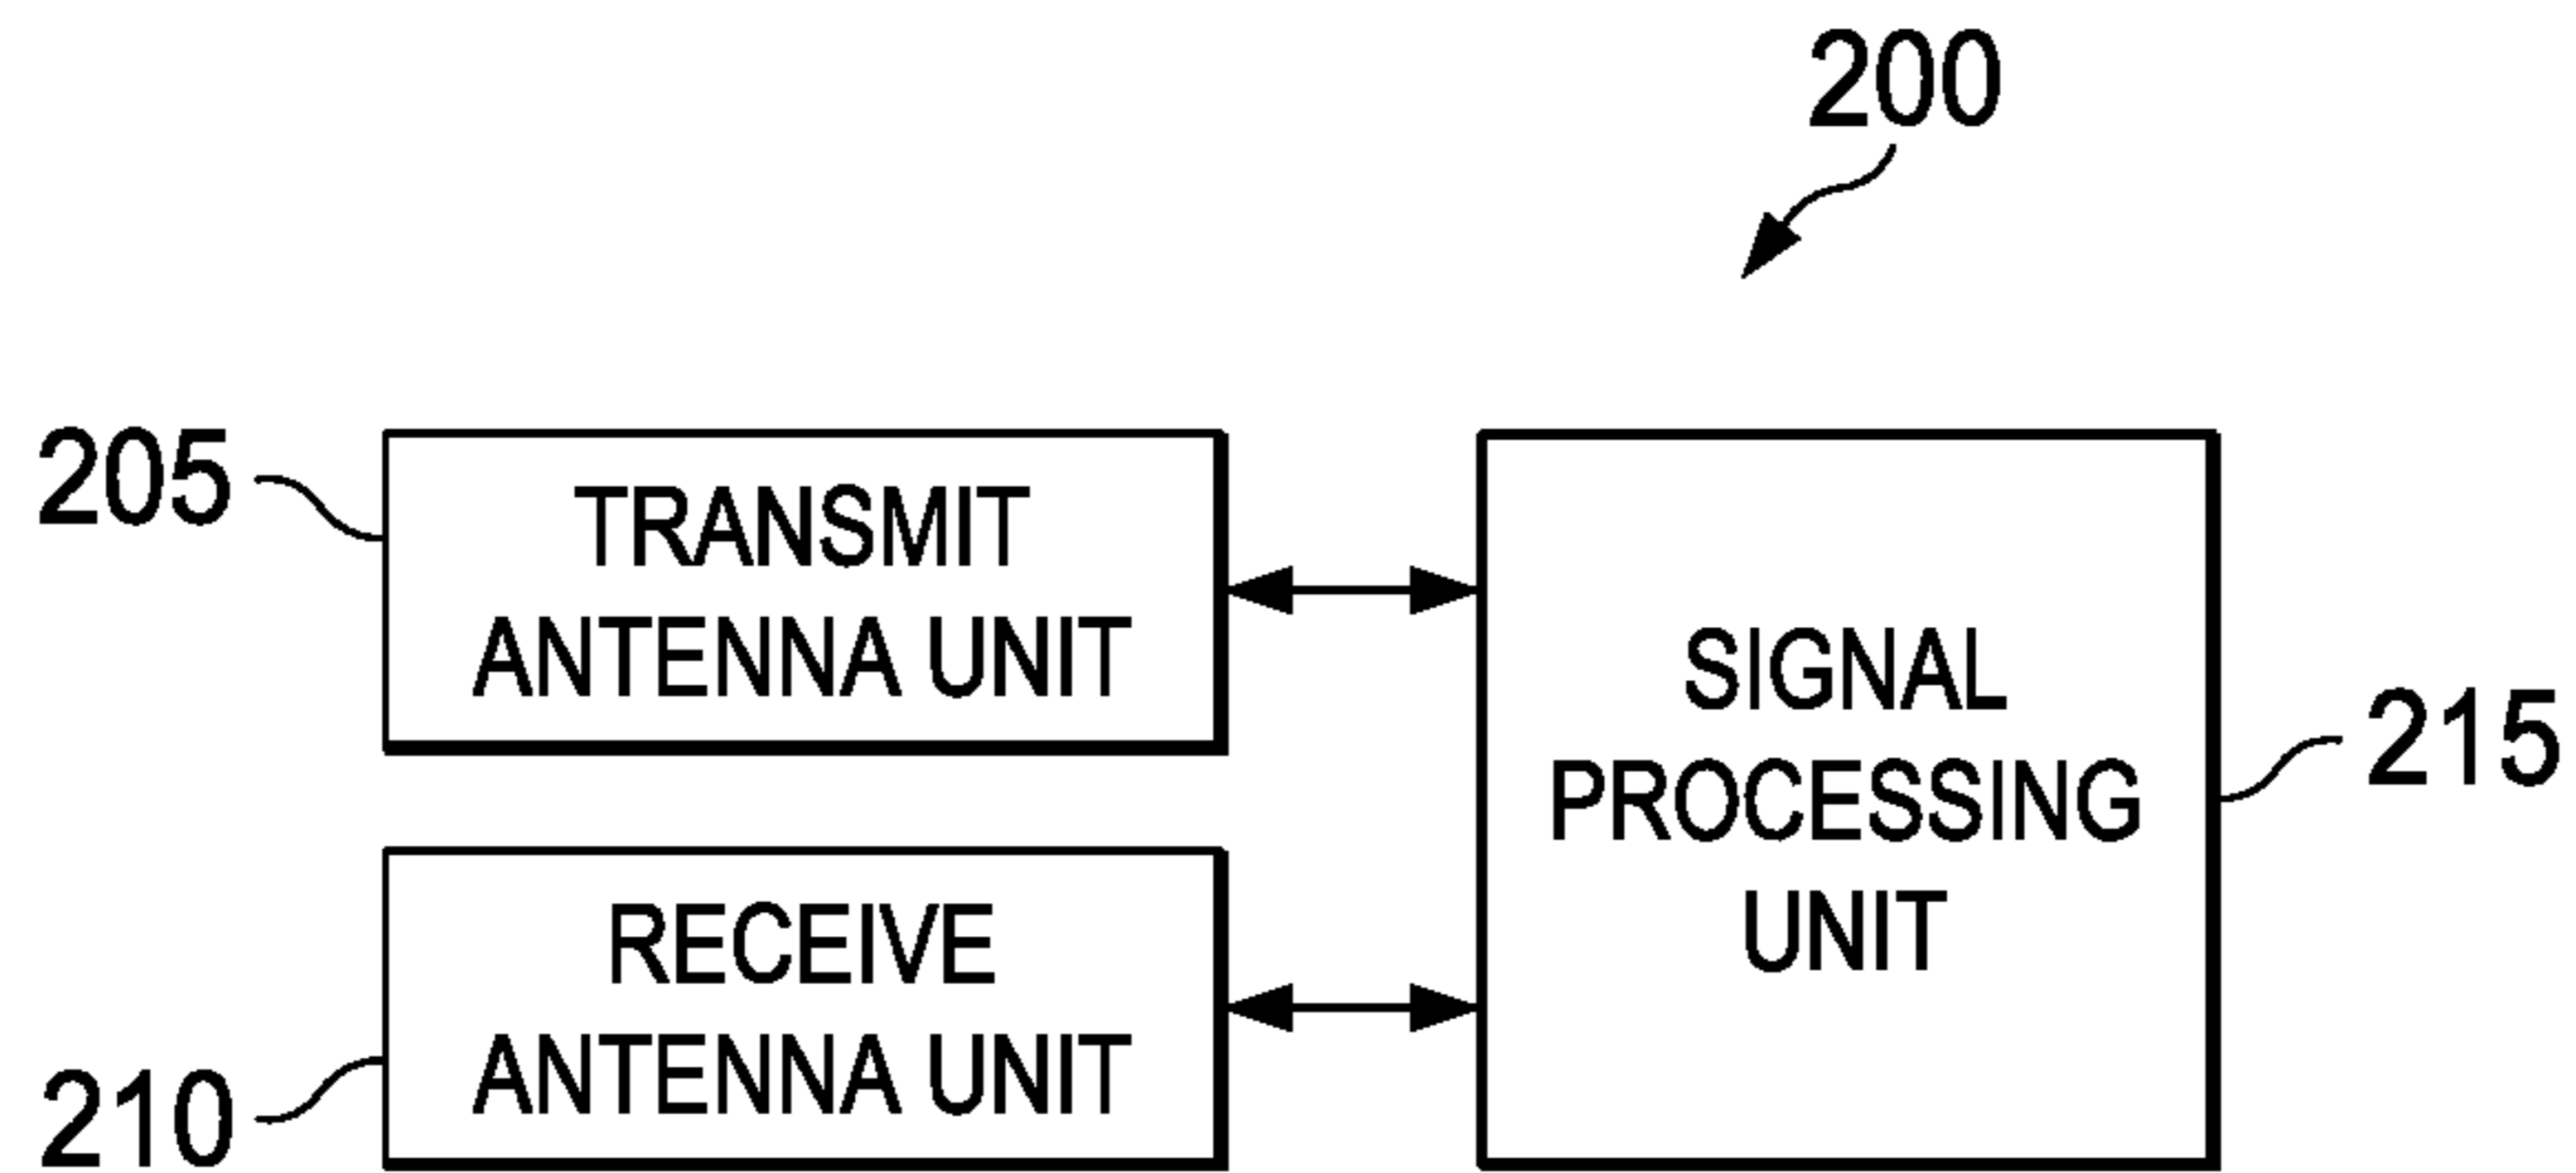 200
205
TRANSMIT
ANTENNA UNIT
SIGNAL
PROCESSING
UNIT
215
RECEIVE
ANTENNA UNIT
210